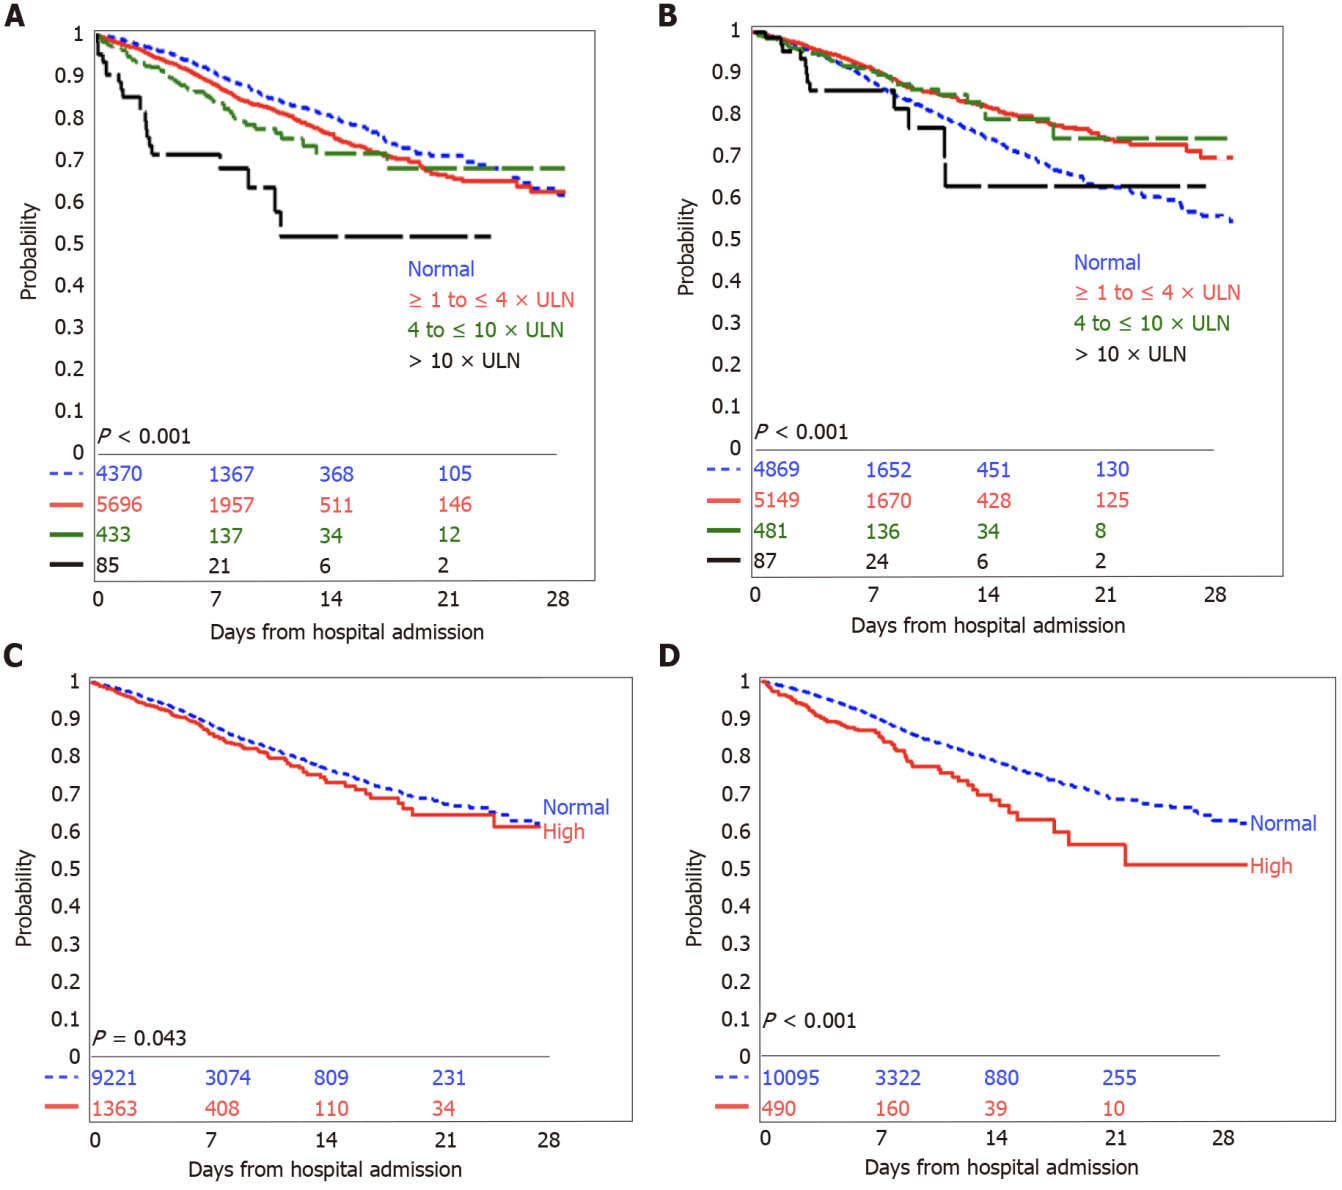 A
1
0.9
0.8
0.7
0.6
0.5
0.4
0.3
0.2
0.1
0
Probability
Normal
≥ 1 to ≤ 4 × ULN
4 to ≤ 10 × ULN
> 10 × ULN
P < 0.001
4370 1367 368 105
5696 1957 511 146
433 137 34 12
85 21 6 2
0 7 14 21 28
Days from hospital admission
B
1
0.9
0.8
0.7
0.6
0.5
0.4
0.3
0.2
0.1
0
Probability
Normal
≥ 1 to ≤ 4 × ULN
4 to ≤ 10 × ULN
> 10 × ULN
P < 0.001
4869 1652 451 130
5149 1670 428 125
481 136 34 8
87 24 6 2
0 7 14 21 28
Days from hospital admission
C
1
0.9
0.8
0.7
0.6
0.5
0.4
0.3
0.2
0.1
0
Probability
Normal
High
P = 0.043
9221 3074 809 231
1363 408 110 34
0 7 14 21 28
Days from hospital admission
D
1
0.9
0.8
0.7
0.6
0.5
0.4
0.3
0.2
0.1
0
Probability
Normal
High
P < 0.001
10095 3322 880 255
490 160 39 10
0 7 14 21 28
Days from hospital admission